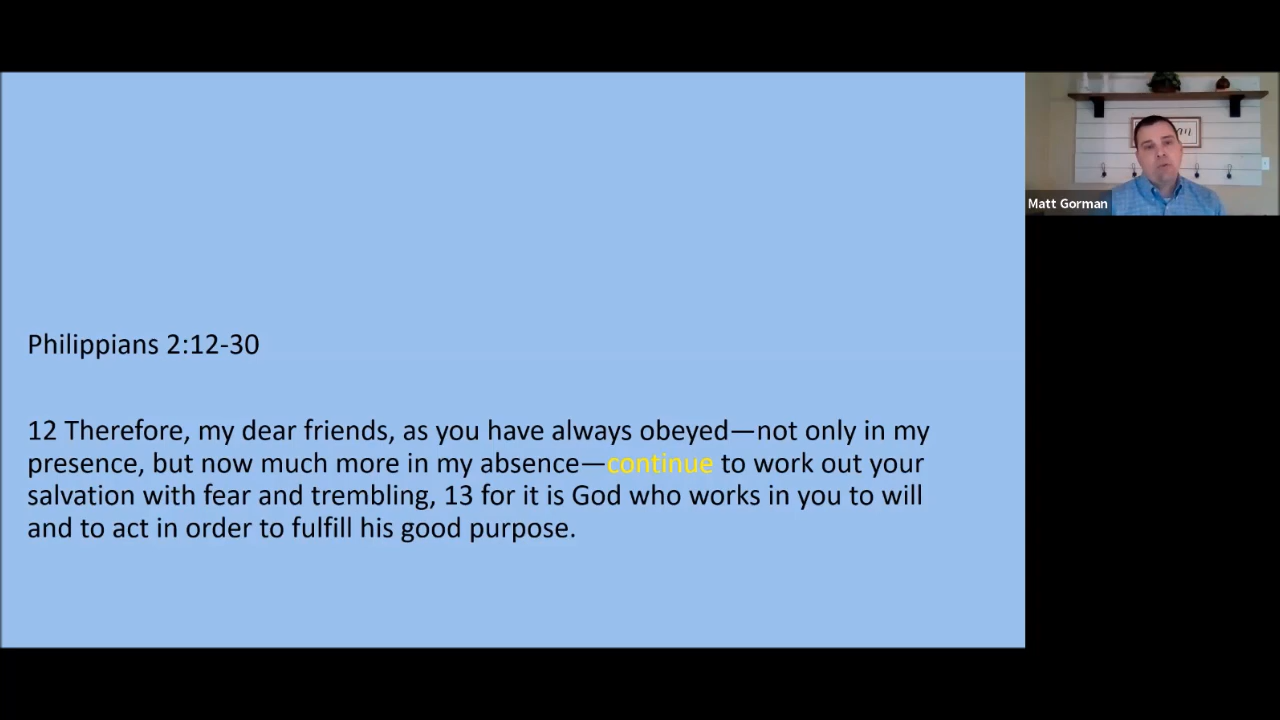 Philippians 2:12-30
12 Therefore, my dear friends, as you have always obeyed—not only in my
presence, but now much more in my absence—continue to work out your
salvation with fear and trembling, 13 for it is God who works in you to will
and to act in order to fulfill his good purpose.
Matt Gorman